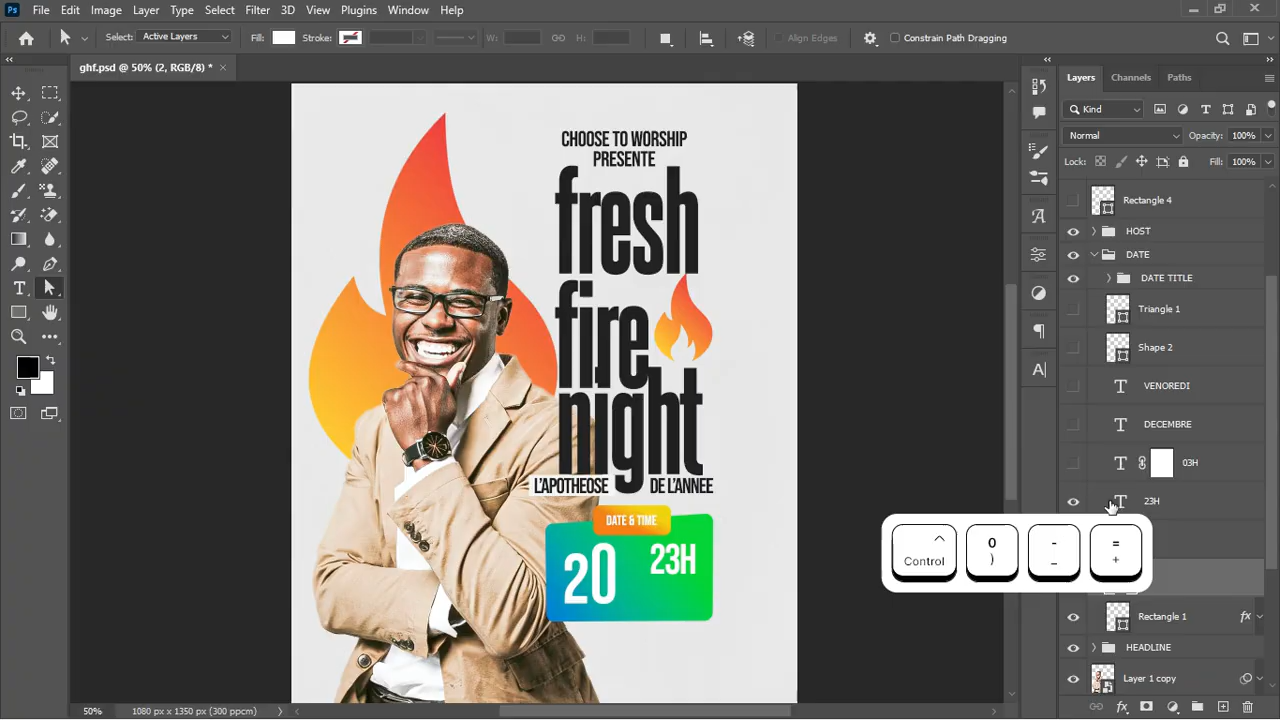 Ps File Edit Image Layer Type Select Filter 3D View Plugins Window Help
Select: Active Layers Fill: Stroke: W: H: Align Edges Constrain Path Dragging
ghf.psd @ 50% (2, RGB/8) * ×
CHOOSE TO WORSHIP
PRESENTE
fresh
fire
night
L'APOTHEOSE DE L'ANNEE
DATE & TIME
20 23H
Layers Channels Paths
Kind
Normal Opacity: 100%
Lock: Fill: 100%
Rectangle 4
HOST
DATE
DATE TITLE
Triangle 1
Shape 2
VENOREDI
DECEMBRE
03H
23H
Control 0 ) - _ = +
Rectangle 1 fx
HEADLINE
Layer 1 copy
50% 1080 px x 1350 px (300 ppcm)